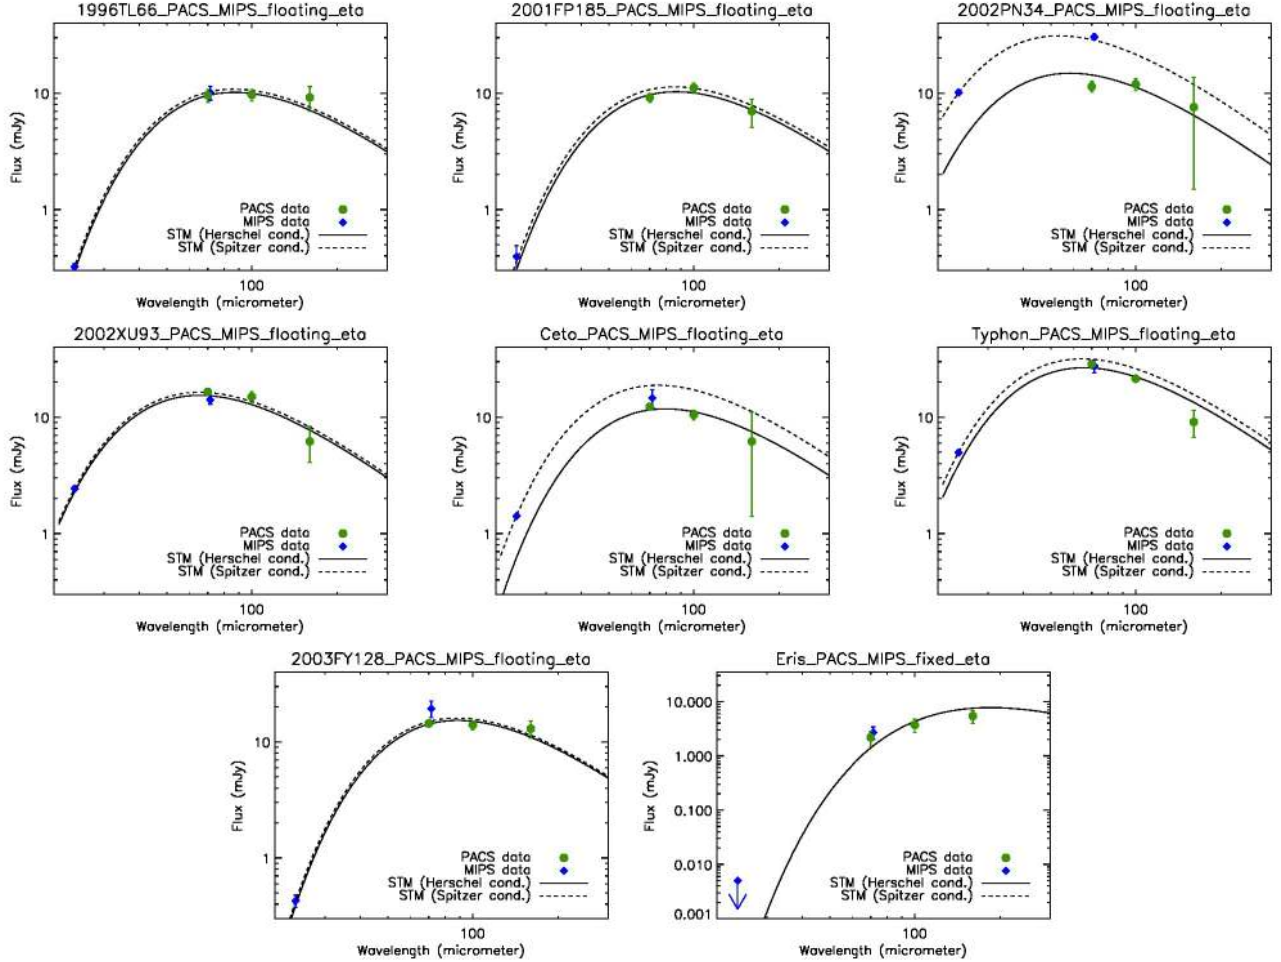 1996TL66_PACS_MIPS_floating_eta
10
1
Flux (mJy)
PACS data
MIPS data
STM (Herschel cond.)
STM (Spitzer cond.)
100
Wavelength (micrometer)
2001FP185_PACS_MIPS_floating_eta
10
1
Flux (mJy)
PACS data
MIPS data
STM (Herschel cond.)
STM (Spitzer cond.)
100
Wavelength (micrometer)
2002PN34_PACS_MIPS_floating_eta
10
1
Flux (mJy)
PACS data
MIPS data
STM (Herschel cond.)
STM (Spitzer cond.)
100
Wavelength (micrometer)
2002XU93_PACS_MIPS_floating_eta
10
1
Flux (mJy)
PACS data
MIPS data
STM (Herschel cond.)
STM (Spitzer cond.)
100
Wavelength (micrometer)
Ceto_PACS_MIPS_floating_eta
10
1
Flux (mJy)
PACS data
MIPS data
STM (Herschel cond.)
STM (Spitzer cond.)
100
Wavelength (micrometer)
Typhon_PACS_MIPS_floating_eta
10
1
Flux (mJy)
PACS data
MIPS data
STM (Herschel cond.)
STM (Spitzer cond.)
100
Wavelength (micrometer)
2003FY128_PACS_MIPS_floating_eta
10
1
Flux (mJy)
PACS data
MIPS data
STM (Herschel cond.)
STM (Spitzer cond.)
100
Wavelength (micrometer)
Eris_PACS_MIPS_fixed_eta
10.000
1.000
0.100
0.010
0.001
Flux (mJy)
PACS data
MIPS data
STM (Herschel cond.)
STM (Spitzer cond.)
100
Wavelength (micrometer)